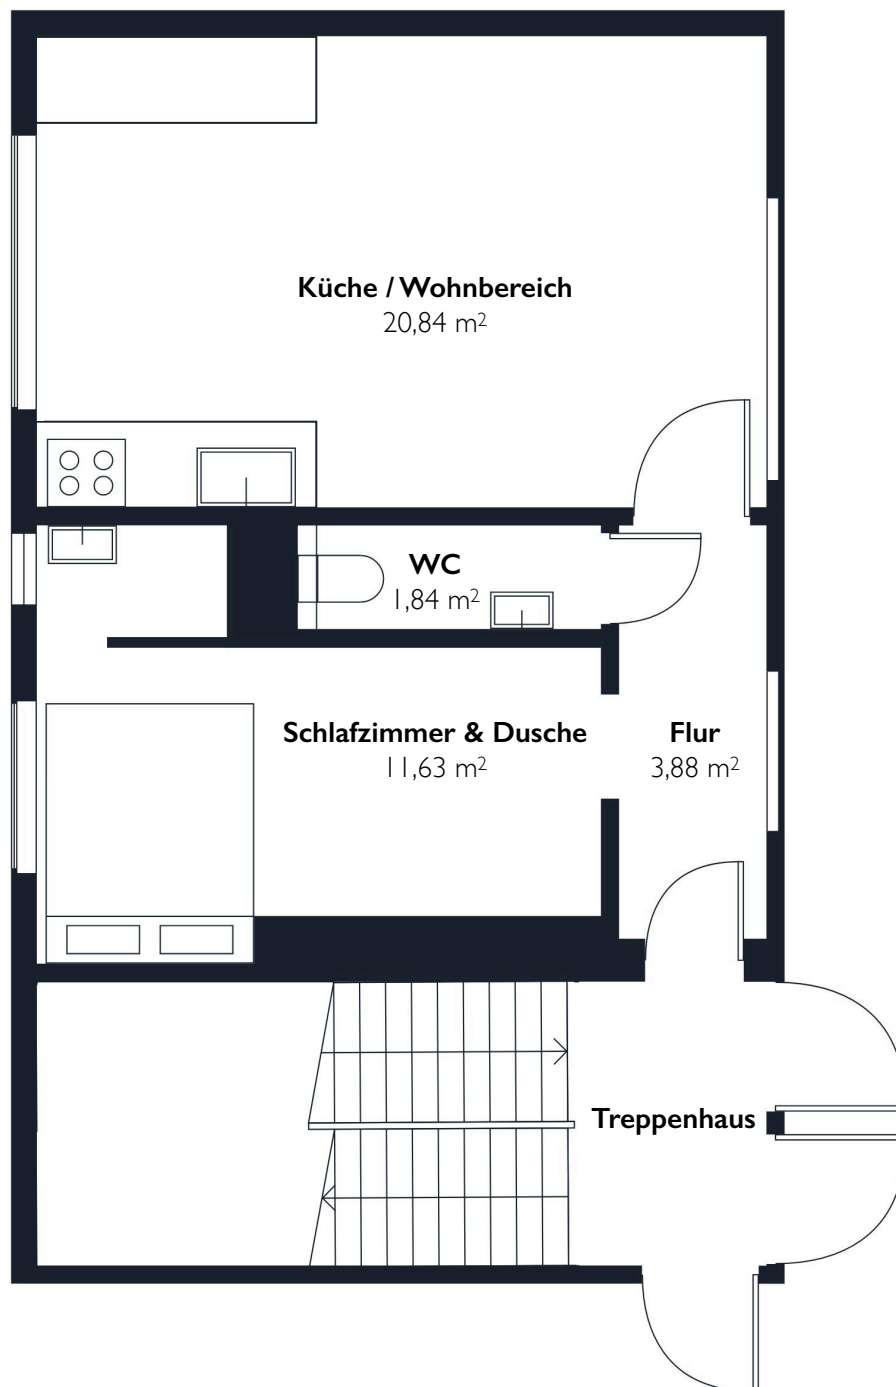 Küche / Wohnbereich
20,84 m²
WC
1,84 m²
Schlafzimmer & Dusche
11,63 m²
Flur
3,88 m²
Treppenhaus